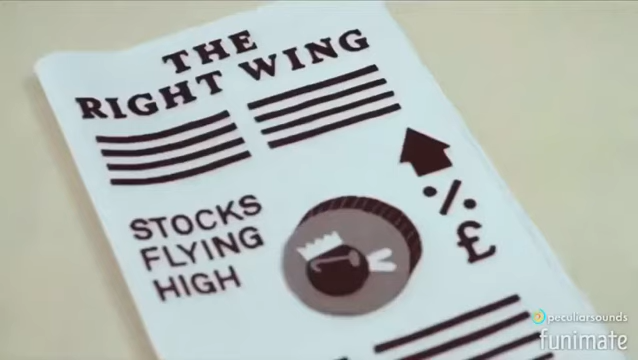 THE
RIGHT WING
STOCKS
FLYING
HIGH
%
£
peculiarsounds
funimate